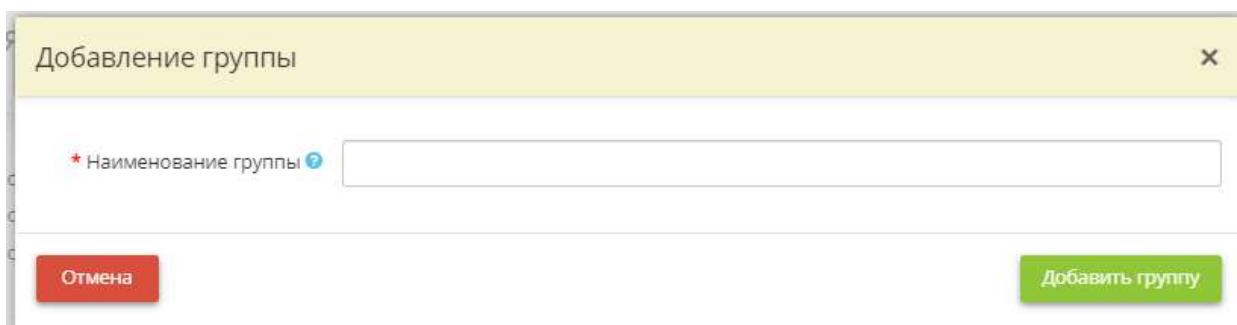 Добавление группы ×
* Наименование группы ?
Отмена
Добавить группу